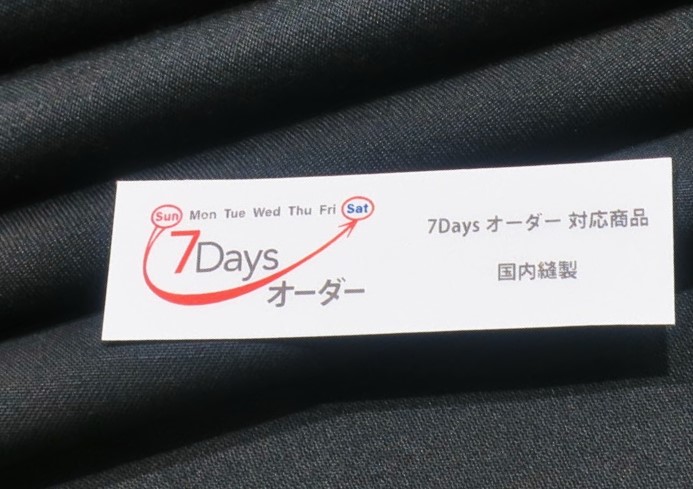 Sun Mon Tue Wed Thu Fri Sat
7Days
オーダー
7Days オーダー 対応商品
国内縫製